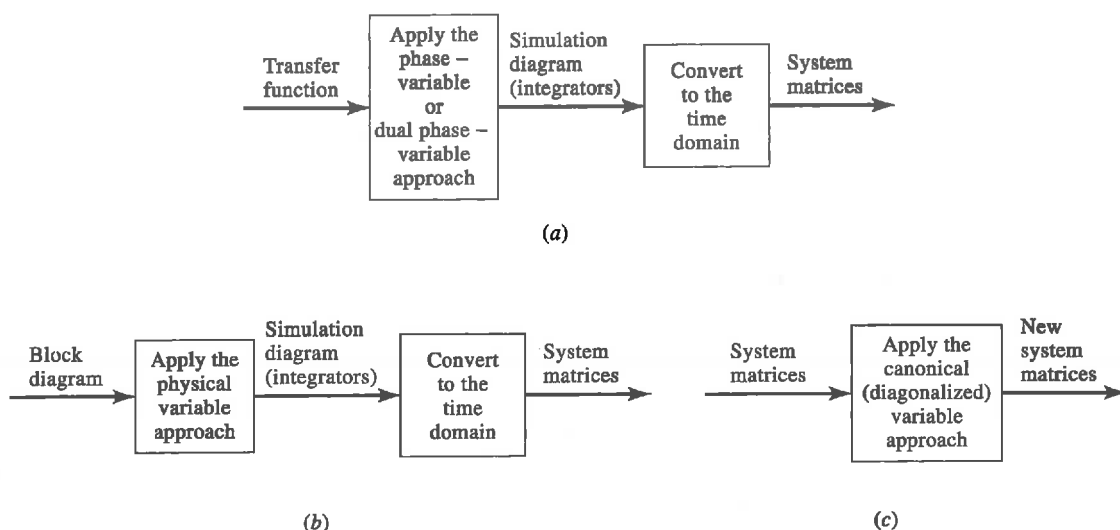 Transfer
function
Apply the
phase –
variable
or
dual phase –
variable
approach
Simulation
diagram
(integrators)
Convert
to the
time
domain
System
matrices
(a)
Block
diagram
Apply the
physical
variable
approach
Simulation
diagram
(integrators)
Convert
to the
time
domain
System
matrices
(b)
System
matrices
Apply the
canonical
(diagonalized)
variable
approach
New
system
matrices
(c)